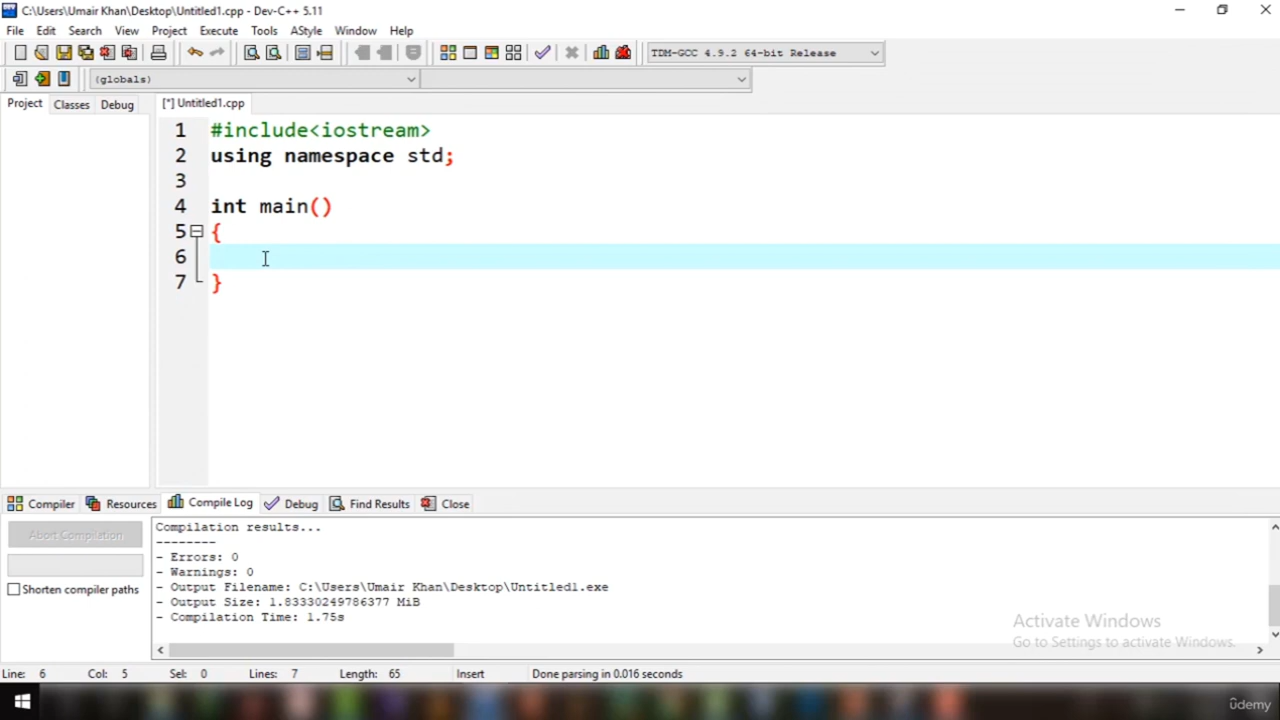 C:\Users\Umair Khan\Desktop\Untitled1.cpp - Dev-C++ 5.11
File Edit Search View Project Execute Tools AStyle Window Help
TDM-GCC 4.9.2 64-bit Release
(globals)
Project Classes Debug
[*] Untitled1.cpp
1 #include<iostream>
2 using namespace std;
3
4 int main()
5 {
6
7 }
Compiler Resources Compile Log Debug Find Results Close
Abort Compilation
Shorten compiler paths
Compilation results...
--------
- Errors: 0
- Warnings: 0
- Output Filename: C:\Users\Umair Khan\Desktop\Untitled1.exe
- Output Size: 1.83330249786377 MiB
- Compilation Time: 1.75s
Activate Windows
Go to Settings to activate Windows.
Line: 6 Col: 5 Sel: 0 Lines: 7 Length: 65 Insert Done parsing in 0.016 seconds
ûdemy